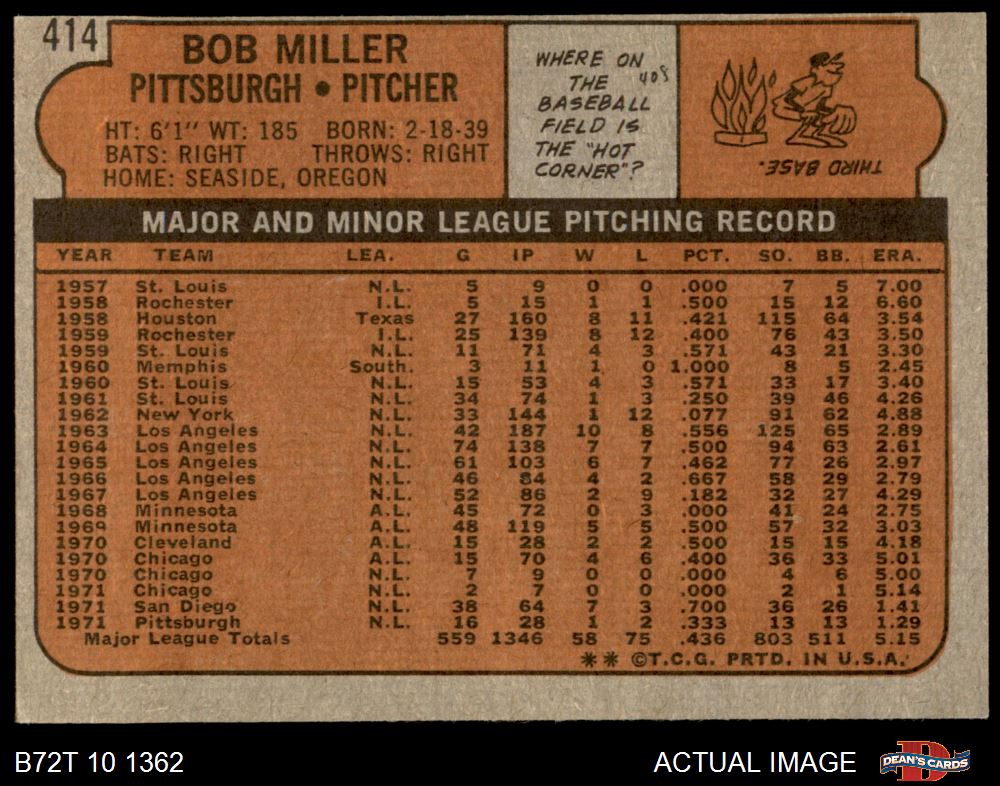 414
BOB MILLER
PITTSBURGH • PITCHER
HT: 6'1" WT: 185 BORN: 2-18-39
BATS: RIGHT THROWS: RIGHT
HOME: SEASIDE, OREGON
WHERE ON
THE
BASEBALL
FIELD IS
THE "HOT
CORNER"?
408
THIRD BASE.
MAJOR AND MINOR LEAGUE PITCHING RECORD
YEAR TEAM LEA. G IP W L PCT. SO. BB. ERA.
1957 St. Louis N.L. 5 9 0 0 .000 7 5 7.00
1958 Rochester I.L. 5 15 1 1 .500 15 12 6.60
1958 Houston Texas 27 160 8 11 .421 115 64 3.54
1959 Rochester I.L. 25 139 8 12 .400 76 43 3.50
1959 St. Louis N.L. 11 71 4 3 .571 43 21 3.30
1960 Memphis South. 3 11 1 0 1.000 8 5 2.45
1960 St. Louis N.L. 15 53 4 3 .571 33 17 3.40
1961 St. Louis N.L. 34 74 1 3 .250 39 46 4.26
1962 New York N.L. 33 144 1 12 .077 91 62 4.88
1963 Los Angeles N.L. 42 187 10 8 .556 125 65 2.89
1964 Los Angeles N.L. 74 138 7 7 .500 94 63 2.61
1965 Los Angeles N.L. 61 103 6 7 .462 77 26 2.97
1966 Los Angeles N.L. 46 84 4 2 .667 58 29 2.79
1967 Los Angeles N.L. 52 86 2 9 .182 32 27 4.29
1968 Minnesota A.L. 45 72 0 3 .000 41 24 2.75
1969 Minnesota A.L. 48 119 5 5 .500 57 32 3.03
1970 Cleveland A.L. 15 28 2 2 .500 15 15 4.18
1970 Chicago A.L. 15 70 4 6 .400 36 33 5.01
1970 Chicago N.L. 7 9 0 0 .000 4 6 5.00
1971 Chicago N.L. 2 7 0 0 .000 2 1 5.14
1971 San Diego N.L. 38 64 7 3 .700 36 26 1.41
1971 Pittsburgh N.L. 16 28 1 2 .333 13 13 1.29
Major League Totals 559 1346 58 75 .436 803 511 5.15
** ©T.C.G. PRTD. IN U.S.A.
B72T 10 1362
ACTUAL IMAGE
D
DEAN'S CARDS